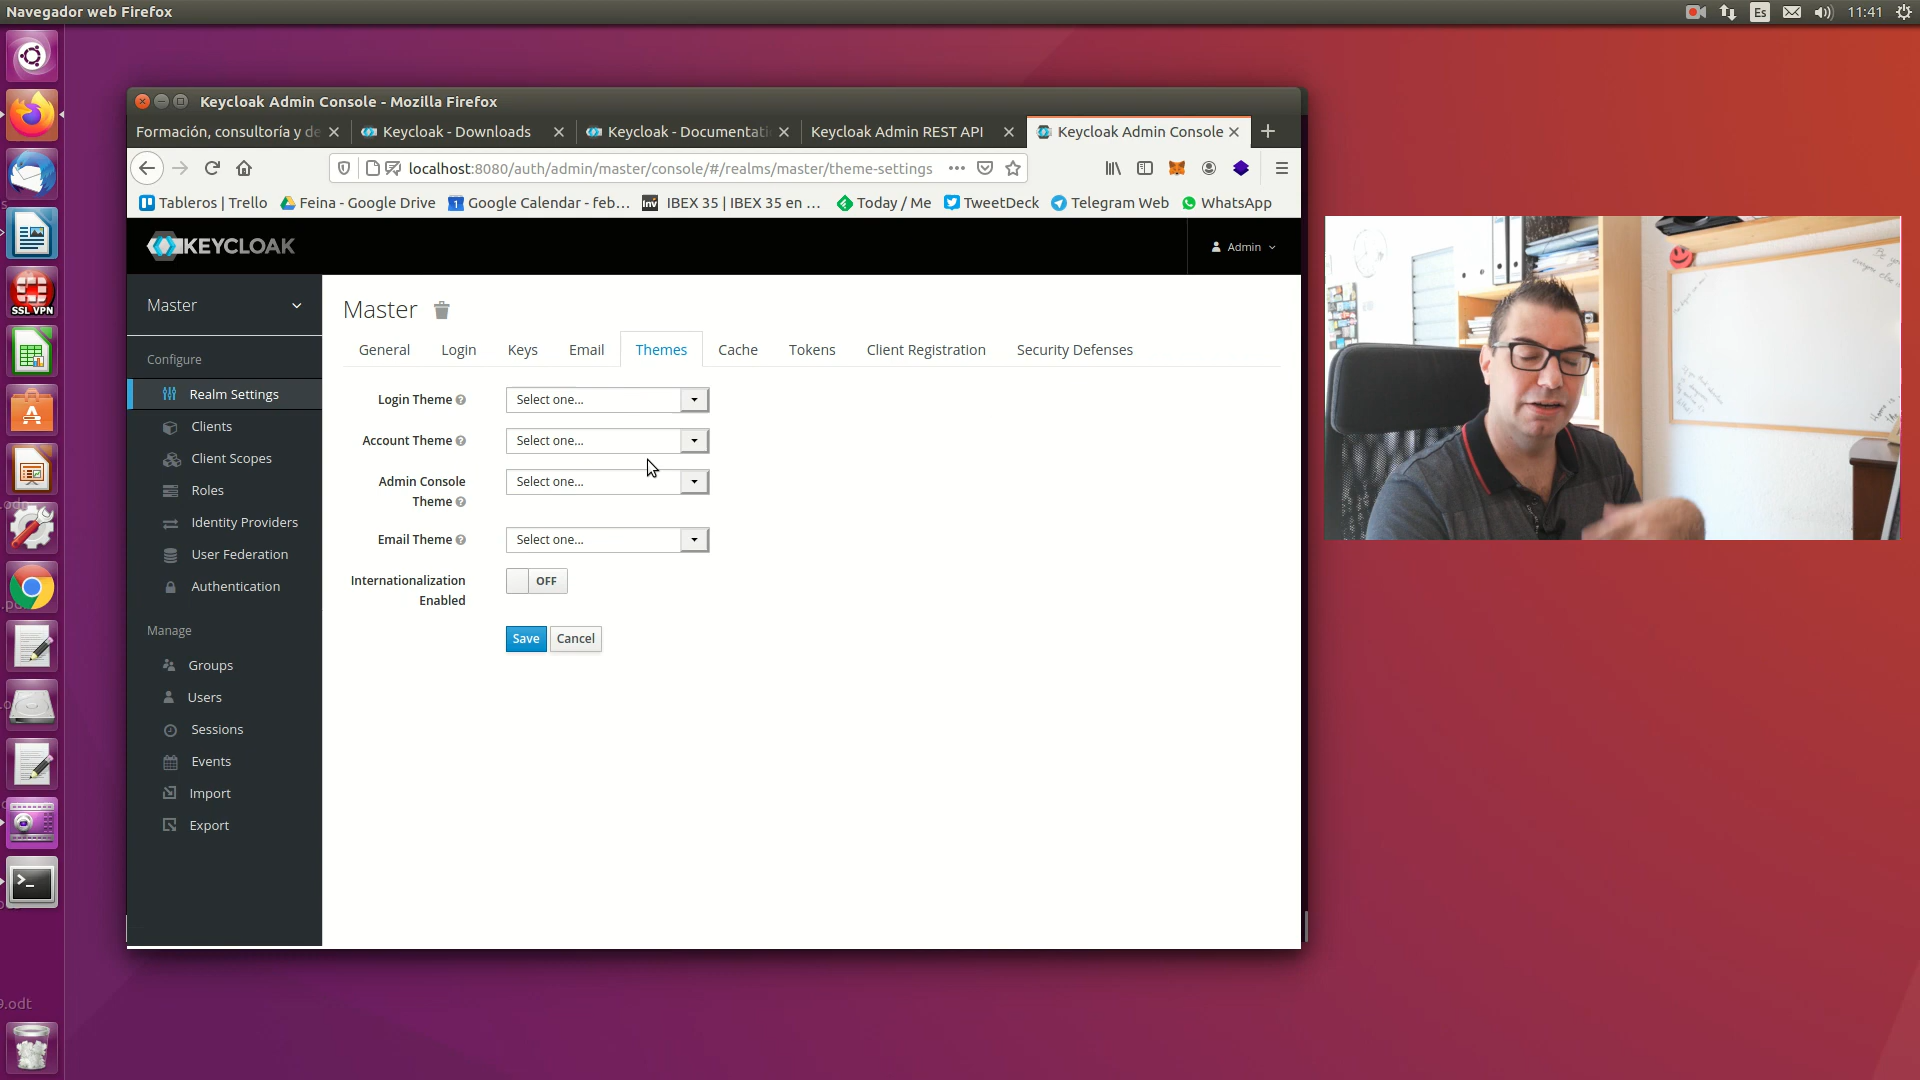 Navegador web Firefox
Es
11:41
Keycloak Admin Console - Mozilla Firefox
Formación, consultoría y de
Keycloak - Downloads
Keycloak - Documentati
Keycloak Admin REST API
Keycloak Admin Console
localhost:8080/auth/admin/master/console/#/realms/master/theme-settings
Tableros | Trello
Feina - Google Drive
1
Google Calendar - feb...
Inv
IBEX 35 | IBEX 35 en ...
Today / Me
TweetDeck
Telegram Web
WhatsApp
KEYCLOAK
Admin
Master
Configure
Realm Settings
Clients
Client Scopes
Roles
Identity Providers
User Federation
Authentication
Manage
Groups
Users
Sessions
Events
Import
Export
Master
General
Login
Keys
Email
Themes
Cache
Tokens
Client Registration
Security Defenses
Login Theme
Select one...
Account Theme
Select one...
Admin Console
Theme
Select one...
Email Theme
Select one...
Internationalization
Enabled
OFF
Save
Cancel
SSL VPN
9.odt